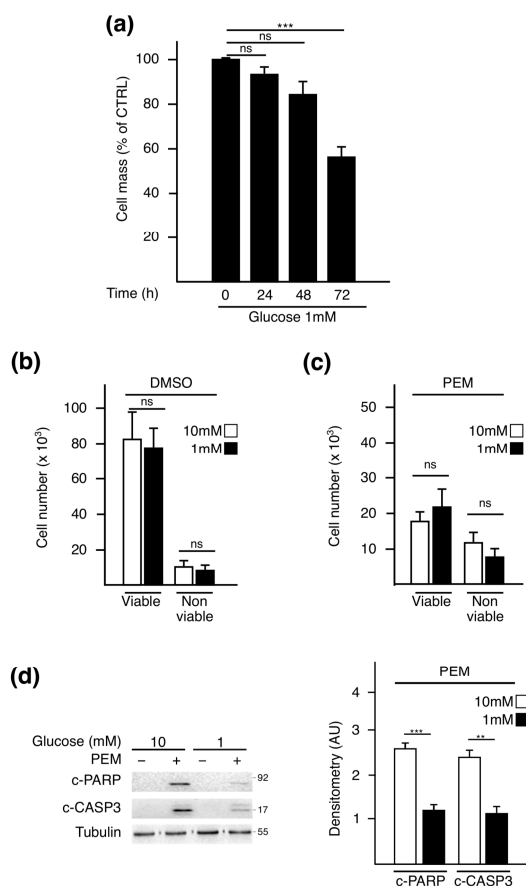 (a)
***
ns
ns
Cell mass (% of CTRL)
100
80
60
40
20
Time (h)
0 24 48 72
Glucose 1mM
(b)
DMSO
ns
10mM
1mM
Cell number (x 10³)
100
80
60
40
20
ns
Viable
Non viable
(c)
PEM
10mM
1mM
Cell number (x 10³)
50
40
30
20
10
ns
ns
Viable
Non viable
(d)
Glucose (mM) 10 1
PEM – + – +
c-PARP
92
c-CASP3
17
Tubulin
55
PEM
10mM
1mM
Densitometry (AU)
4
3
2
1
***
**
c-PARP
c-CASP3